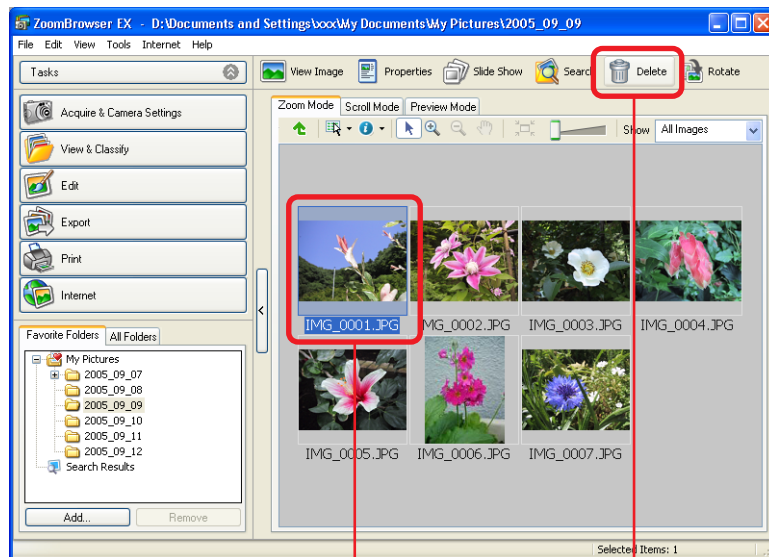 ZoomBrowser EX - D:\Documents and Settings\xxx\My Documents\My Pictures\2005_09_09
File Edit View Tools Internet Help
Tasks
View Image Properties Slide Show Search Delete Rotate
Acquire & Camera Settings
View & Classify
Edit
Export
Print
Internet
Zoom Mode Scroll Mode Preview Mode
Show All Images
IMG_0001.JPG IMG_0002.JPG IMG_0003.JPG IMG_0004.JPG
IMG_0005.JPG IMG_0006.JPG IMG_0007.JPG
Favorite Folders All Folders
My Pictures
2005_09_07
2005_09_08
2005_09_09
2005_09_10
2005_09_11
2005_09_12
Search Results
Add... Remove
Selected Items: 1